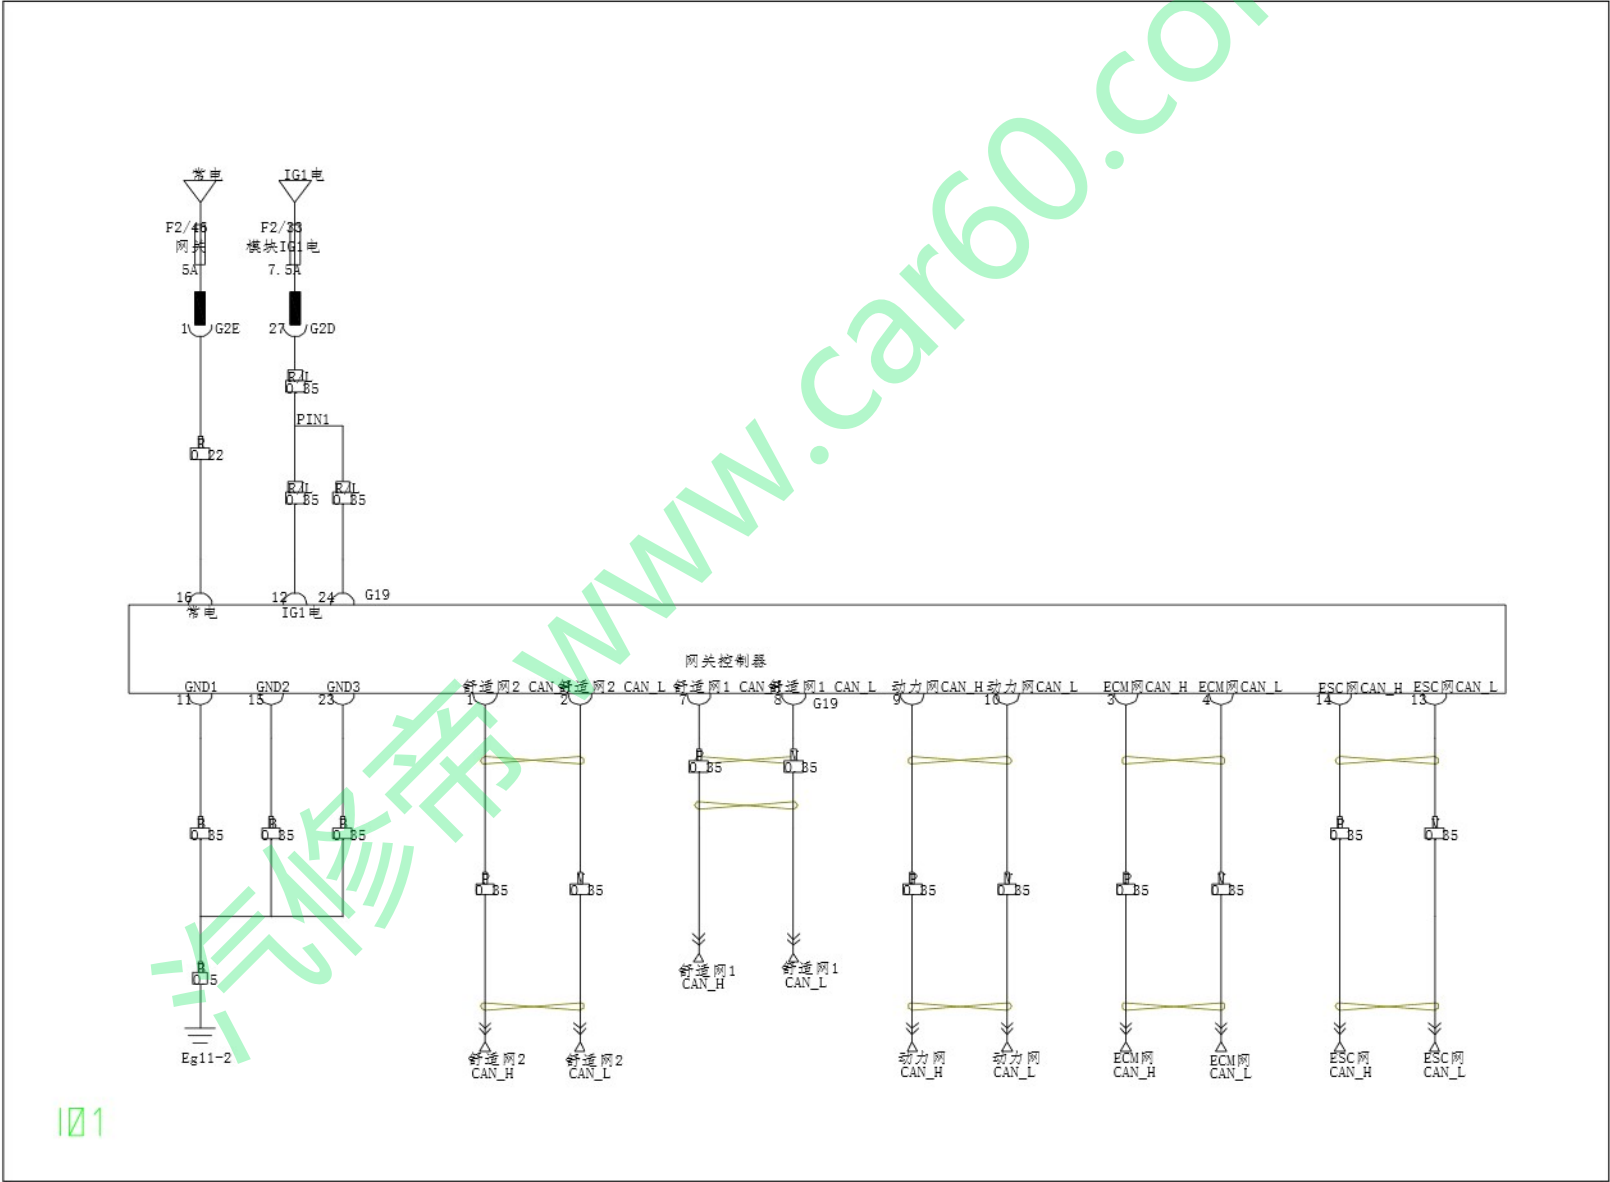 常电 IG1电
F2/46 F2/33
网关 模块IG1电
5A 7.5A
1 G2E 27 G2D
R/L
0.35
PIN1
R
0.22
R/L R/L
0.35 0.35
16 12 24 G19
常电 IG1电
网关控制器
GND1 GND2 GND3 舒适网2 CAN_ 舒适网2 CAN_L 舒适网1 CAN_ 舒适网1 CAN_L 动力网CAN_H 动力网CAN_L ECM网CAN_H ECM网CAN_L ESC网CAN_H ESC网CAN_L
11 15 23 1 2 7 8 G19 9 10 3 4 14 13
0.35 0.35
B B B
0.35 0.35 0.35 0.35 0.35
0.35 0.35 0.35 0.35 0.35 0.35
B
0.5
舒适网1 舒适网1
CAN_H CAN_L
Eg11-2
舒适网2 舒适网2 动力网 动力网 ECM网 ECM网 ESC网 ESC网
CAN_H CAN_L CAN_H CAN_L CAN_H CAN_L CAN_H CAN_L
I01
汽修帝 www.car60.co